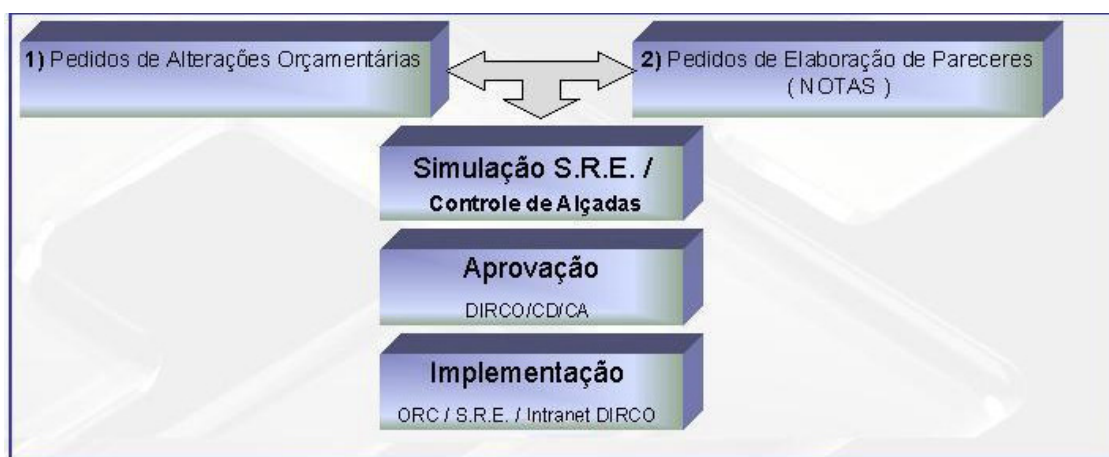 1) Pedidos de Alterações Orçamentárias
2) Pedidos de Elaboração de Pareceres
( NOTAS )
Simulação S.R.E. /
Controle de Alçadas
Aprovação
DIRCO/CD/CA
Implementação
ORC / S.R.E. / Intranet DIRCO